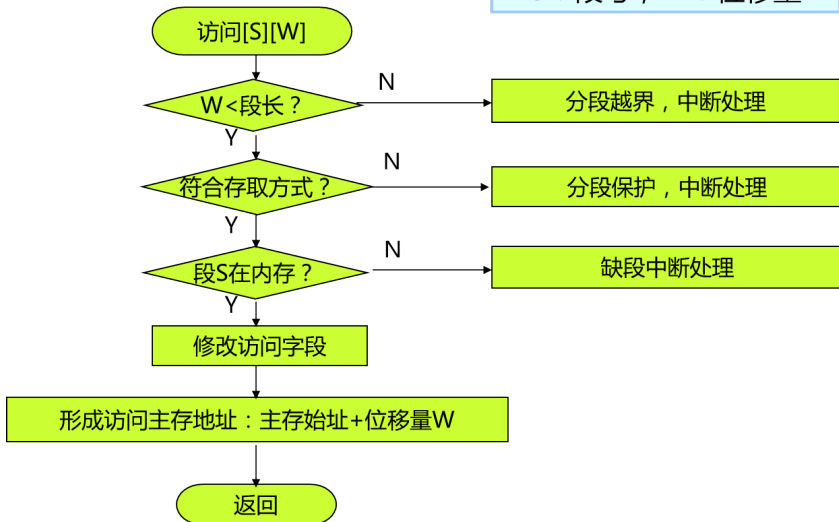 访问[S][W]
W<段长？
N
分段越界，中断处理
Y
符合存取方式？
N
分段保护，中断处理
Y
段S在内存？
N
缺段中断处理
Y
修改访问字段
形成访问主存地址：主存始址+位移量W
返回